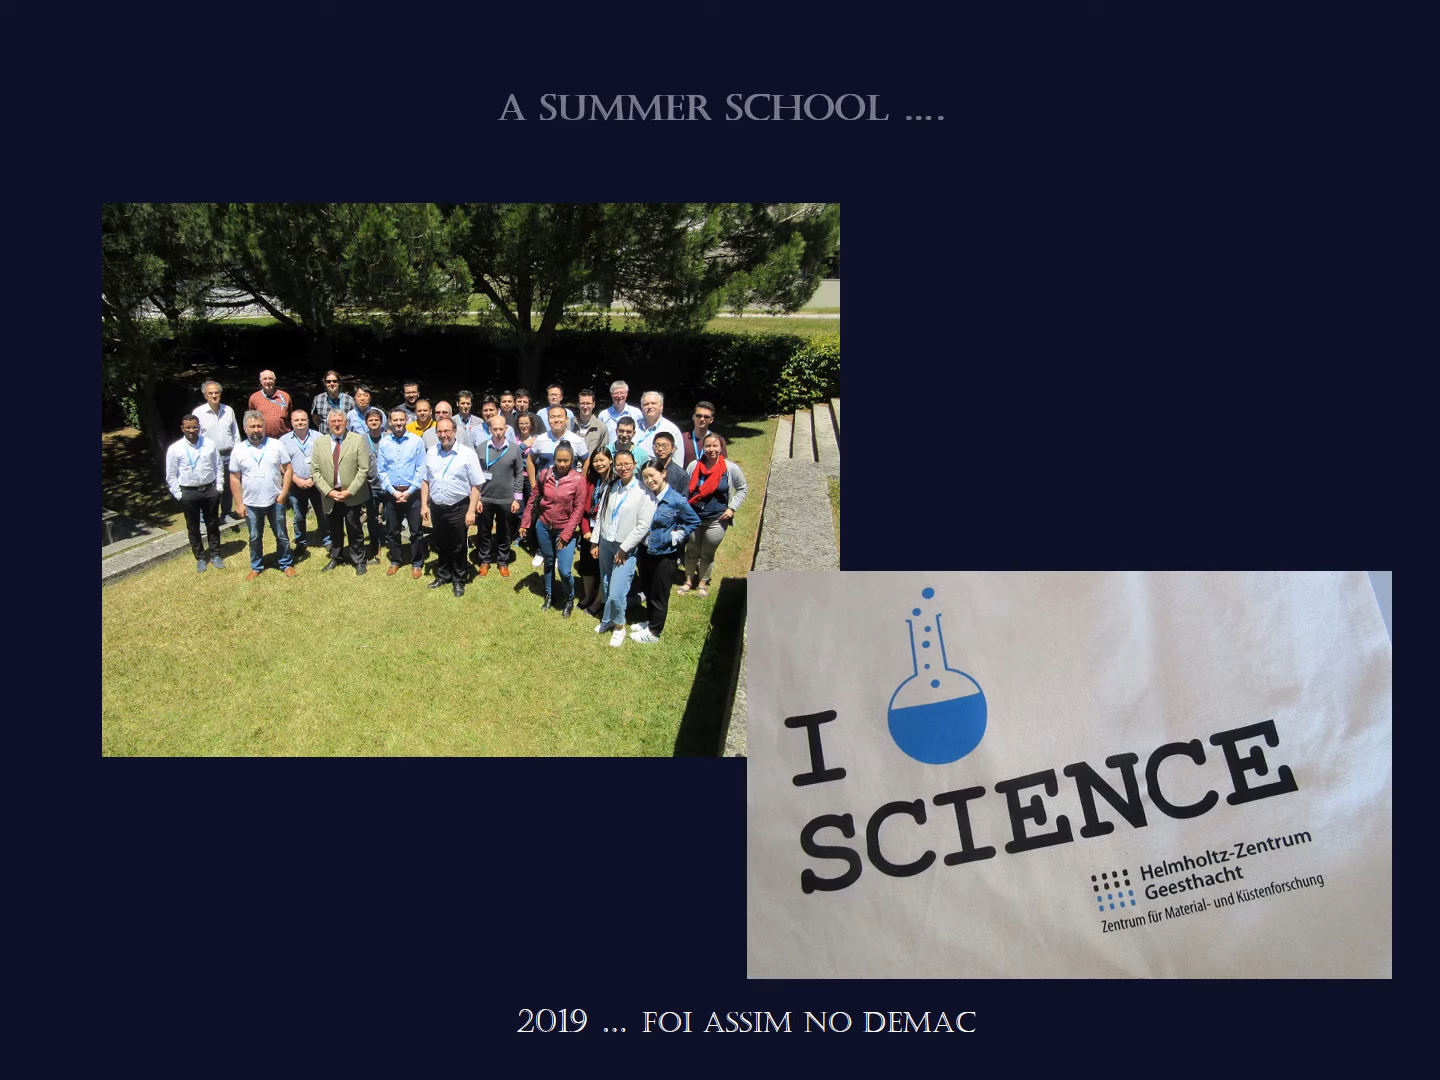 A SUMMER SCHOOL ....
I
SCIENCE
Helmholtz-Zentrum
Geesthacht
Zentrum für Material- und Küstenforschung
2019 ... FOI ASSIM NO DEMAC